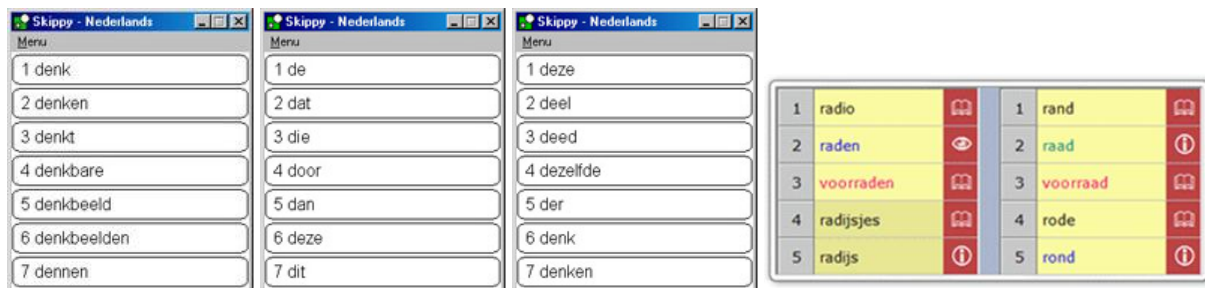 Skippy - Nederlands
Menu
1 denk
2 denken
3 denkt
4 denkbare
5 denkbeeld
6 denkbeelden
7 dennen
Skippy - Nederlands
Menu
1 de
2 dat
3 die
4 door
5 dan
6 deze
7 dit
Skippy - Nederlands
Menu
1 deze
2 deel
3 deed
4 dezelfde
5 der
6 denk
7 denken
1 radio
2 raden
3 voorraden
4 radijsjes
5 radijs
1 rand
2 raad
3 voorraad
4 rode
5 rond